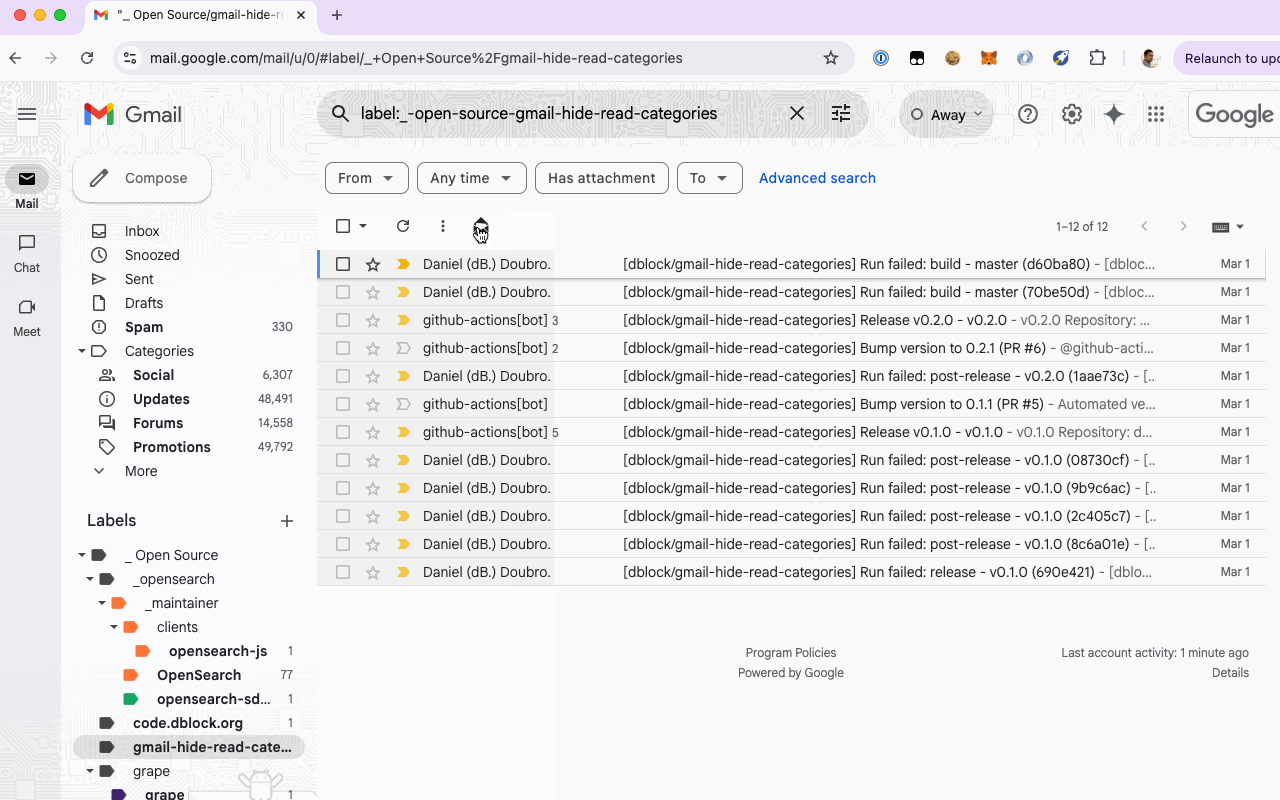 "_ Open Source/gmail-hide-r
mail.google.com/mail/u/0/#label/_+Open+Source%2Fgmail-hide-read-categories
Relaunch to upd
Gmail
label:_-open-source-gmail-hide-read-categories
Away
Google
Mail
Chat
Meet
Compose
From
Any time
Has attachment
To
Advanced search
Inbox
Snoozed
Sent
Drafts
Spam 330
Categories
Social 6,307
Updates 48,491
Forums 14,558
Promotions 49,792
More
Labels
_ Open Source
_opensearch
_maintainer
clients
opensearch-js 1
OpenSearch 77
opensearch-sd... 1
code.dblock.org 1
gmail-hide-read-cate...
grape
grape 1
1–12 of 12
Daniel (dB.) Doubro. [dblock/gmail-hide-read-categories] Run failed: build - master (d60ba80) - [dbloc... Mar 1
Daniel (dB.) Doubro. [dblock/gmail-hide-read-categories] Run failed: build - master (70be50d) - [dbloc... Mar 1
github-actions[bot] 3 [dblock/gmail-hide-read-categories] Release v0.2.0 - v0.2.0 - v0.2.0 Repository: ... Mar 1
github-actions[bot] 2 [dblock/gmail-hide-read-categories] Bump version to 0.2.1 (PR #6) - @github-acti... Mar 1
Daniel (dB.) Doubro. [dblock/gmail-hide-read-categories] Run failed: post-release - v0.2.0 (1aae73c) - [.. Mar 1
github-actions[bot] [dblock/gmail-hide-read-categories] Bump version to 0.1.1 (PR #5) - Automated ve... Mar 1
github-actions[bot] 5 [dblock/gmail-hide-read-categories] Release v0.1.0 - v0.1.0 - v0.1.0 Repository: d... Mar 1
Daniel (dB.) Doubro. [dblock/gmail-hide-read-categories] Run failed: post-release - v0.1.0 (08730cf) - [.. Mar 1
Daniel (dB.) Doubro. [dblock/gmail-hide-read-categories] Run failed: post-release - v0.1.0 (9b9c6ac) - [.. Mar 1
Daniel (dB.) Doubro. [dblock/gmail-hide-read-categories] Run failed: post-release - v0.1.0 (2c405c7) - [.. Mar 1
Daniel (dB.) Doubro. [dblock/gmail-hide-read-categories] Run failed: post-release - v0.1.0 (8c6a01e) - [.. Mar 1
Daniel (dB.) Doubro. [dblock/gmail-hide-read-categories] Run failed: release - v0.1.0 (690e421) - [dblo... Mar 1
Program Policies
Powered by Google
Last account activity: 1 minute ago
Details